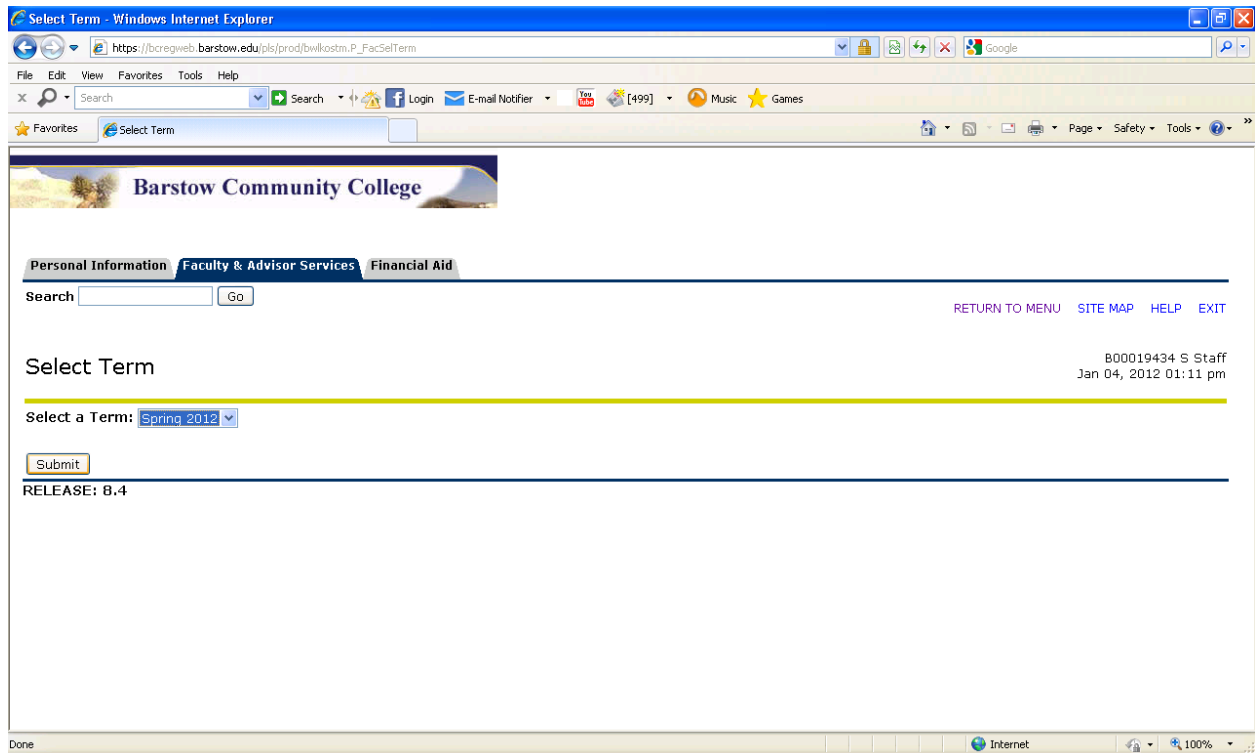 Select Term - Windows Internet Explorer
https://bcregweb.barstow.edu/pls/prod/bwlkostm.P_FacSelTerm
Google
File Edit View Favorites Tools Help
x Search Search Login E-mail Notifier You Tube [499] Music Games
Favorites Select Term Page Safety Tools »
Barstow Community College
Personal Information Faculty & Advisor Services Financial Aid
Search Go
RETURN TO MENU SITE MAP HELP EXIT
Select Term
B00019434 S Staff
Jan 04, 2012 01:11 pm
Select a Term: Spring 2012
Submit
RELEASE: 8.4
Done Internet 100%